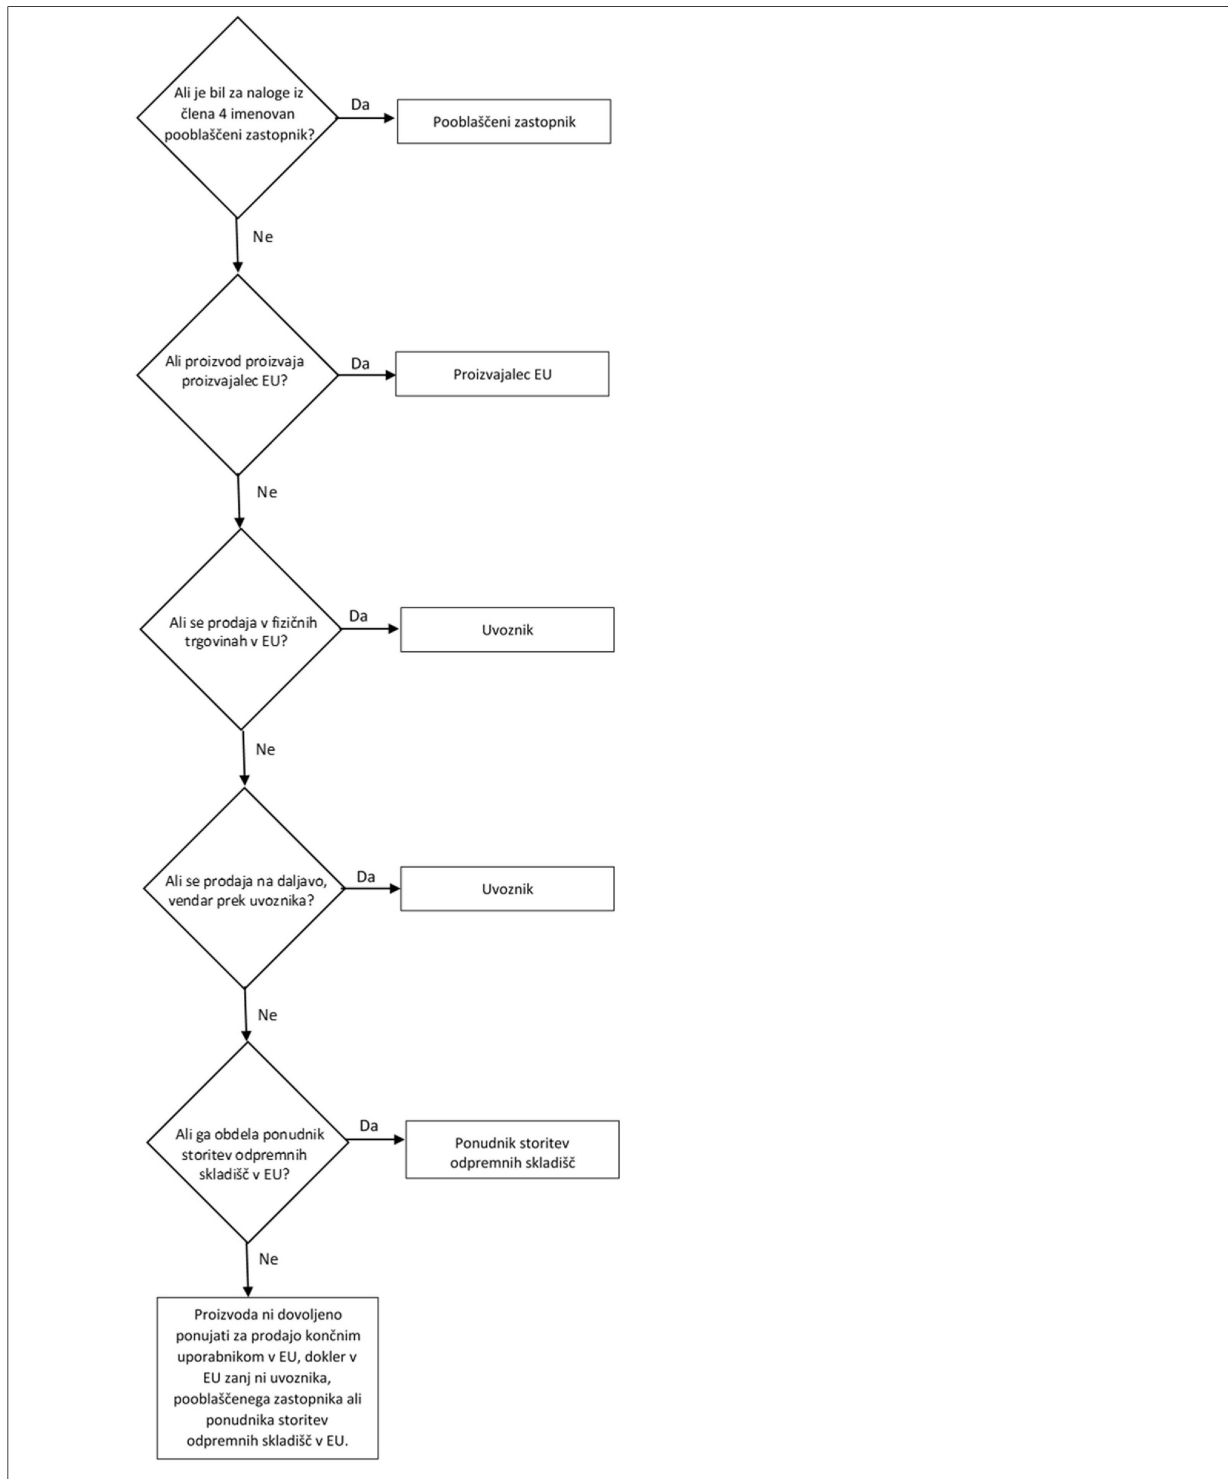 Ali je bil za naloge iz
člena 4 imenovan
pooblaščeni zastopnik?
Da
Pooblaščeni zastopnik
Ne
Ali proizvod proizvaja
proizvajalec EU?
Da
Proizvajalec EU
Ne
Ali se prodaja v fizičnih
trgovinah v EU?
Da
Uvoznik
Ne
Ali se prodaja na daljavo,
vendar prek uvoznika?
Da
Uvoznik
Ne
Ali ga obdela ponudnik
storitev odpremnih
skladišč v EU?
Da
Ponudnik storitev
odpremnih skladišč
Ne
Proizvoda ni dovoljeno
ponujati za prodajo končnim
uporabnikom v EU, dokler v
EU zanj ni uvoznika,
pooblaščenega zastopnika ali
ponudnika storitev
odpremnih skladišč v EU.